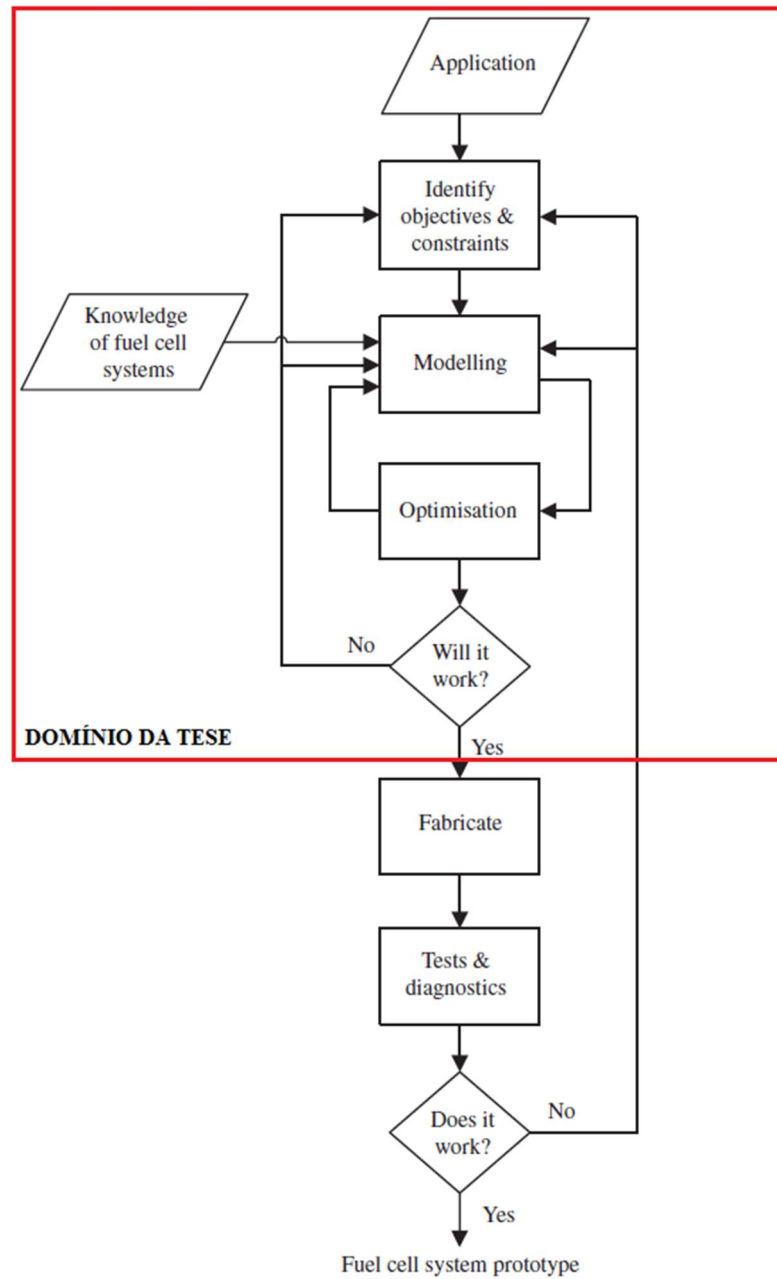 Application
Identify
objectives &
constraints
Knowledge
of fuel cell
systems
Modelling
Optimisation
No
Will it
work?
DOMÍNIO DA TESE
Yes
Fabricate
Tests &
diagnostics
Does it
work?
No
Yes
Fuel cell system prototype